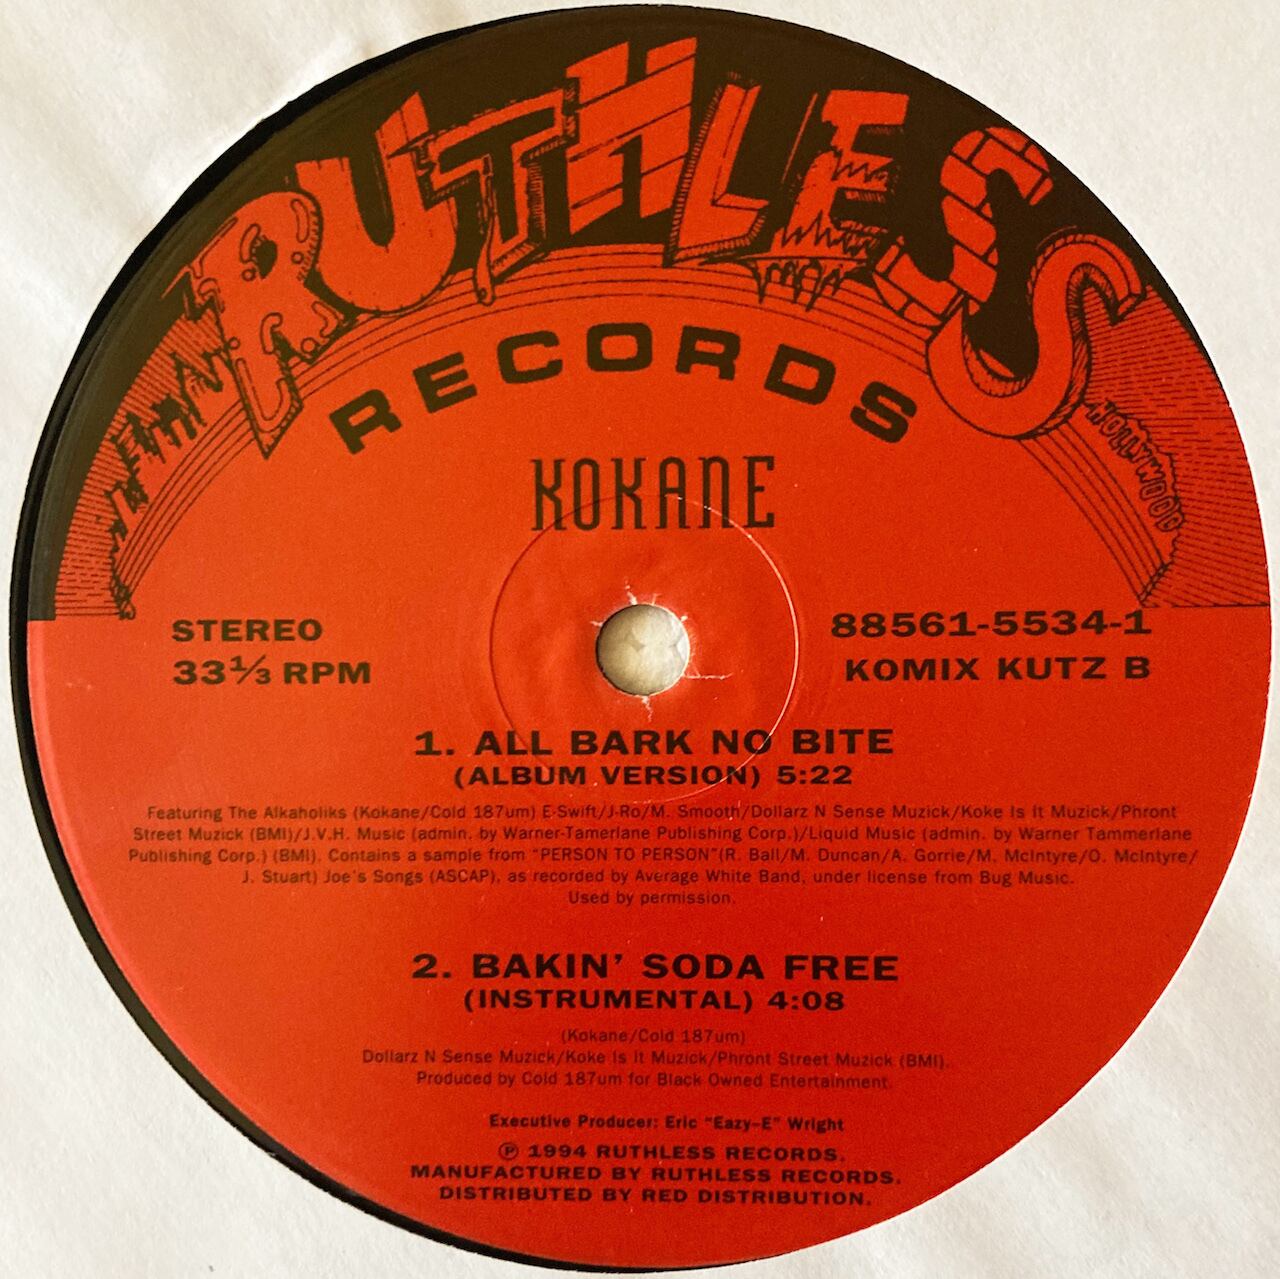 RUTHLESS
RECORDS
HOLLYWOOD
KOKANE
STEREO
33⅓ RPM
88561-5534-1
KOMIX KUTZ B
1. ALL BARK NO BITE
(ALBUM VERSION) 5:22
Featuring The Alkaholiks (Kokane/Cold 187um) E-Swift/J-Ro/M. Smooth/Dollarz N Sense Muzick/Koke Is It Muzick/Phront
Street Muzick (BMI)/J.V.H. Music (admin. by Warner-Tamerlane Publishing Corp.)/Liquid Music (admin. by Warner Tammerlane
Publishing Corp.) (BMI). Contains a sample from "PERSON TO PERSON"(R. Ball/M. Duncan/A. Gorrie/M. McIntyre/O. McIntyre/
J. Stuart) Joe's Songs (ASCAP), as recorded by Average White Band, under license from Bug Music.
Used by permission.
2. BAKIN' SODA FREE
(INSTRUMENTAL) 4:08
(Kokane/Cold 187um)
Dollarz N Sense Muzick/Koke Is It Muzick/Phront Street Muzick (BMI).
Produced by Cold 187um for Black Owned Entertainment.
Executive Producer: Eric "Eazy-E" Wright
℗ 1994 RUTHLESS RECORDS.
MANUFACTURED BY RUTHLESS RECORDS.
DISTRIBUTED BY RED DISTRIBUTION.